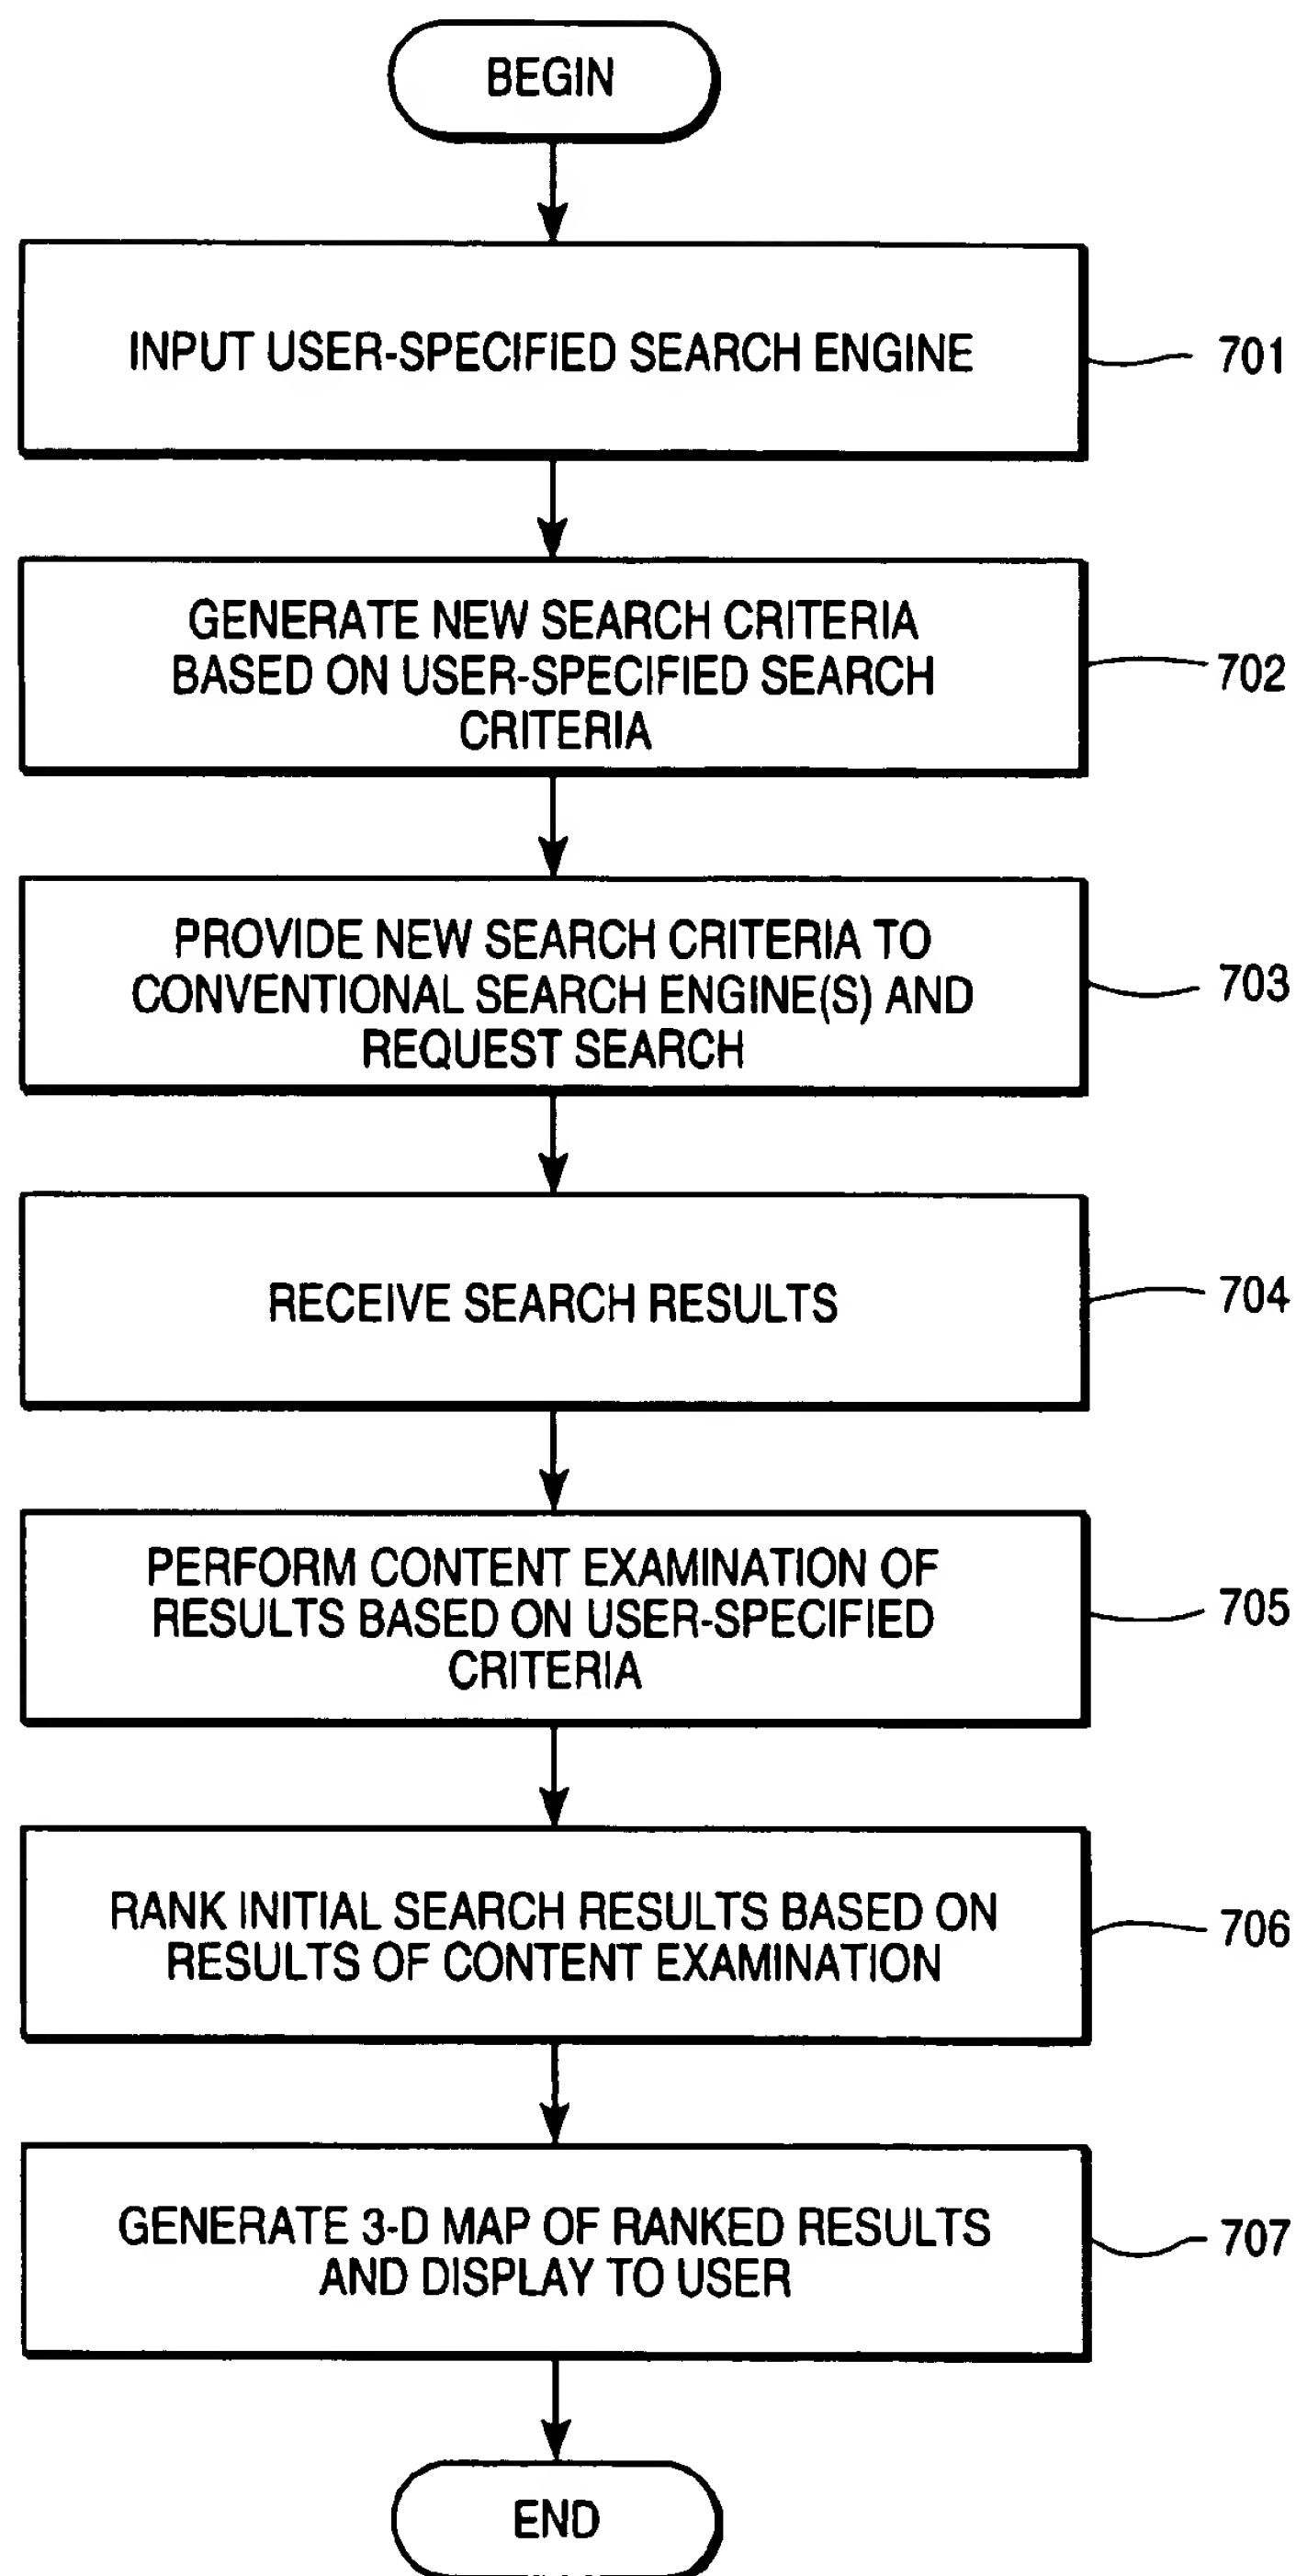 BEGIN
INPUT USER-SPECIFIED SEARCH ENGINE
701
GENERATE NEW SEARCH CRITERIA
BASED ON USER-SPECIFIED SEARCH
CRITERIA
702
PROVIDE NEW SEARCH CRITERIA TO
CONVENTIONAL SEARCH ENGINE(S) AND
REQUEST SEARCH
703
RECEIVE SEARCH RESULTS
704
PERFORM CONTENT EXAMINATION OF
RESULTS BASED ON USER-SPECIFIED
CRITERIA
705
RANK INITIAL SEARCH RESULTS BASED ON
RESULTS OF CONTENT EXAMINATION
706
GENERATE 3-D MAP OF RANKED RESULTS
AND DISPLAY TO USER
707
END